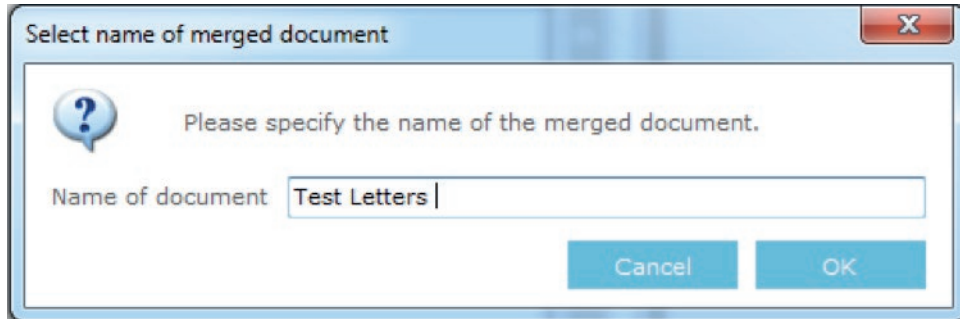 Select name of merged document
Please specify the name of the merged document.
Name of document Test Letters
Cancel OK